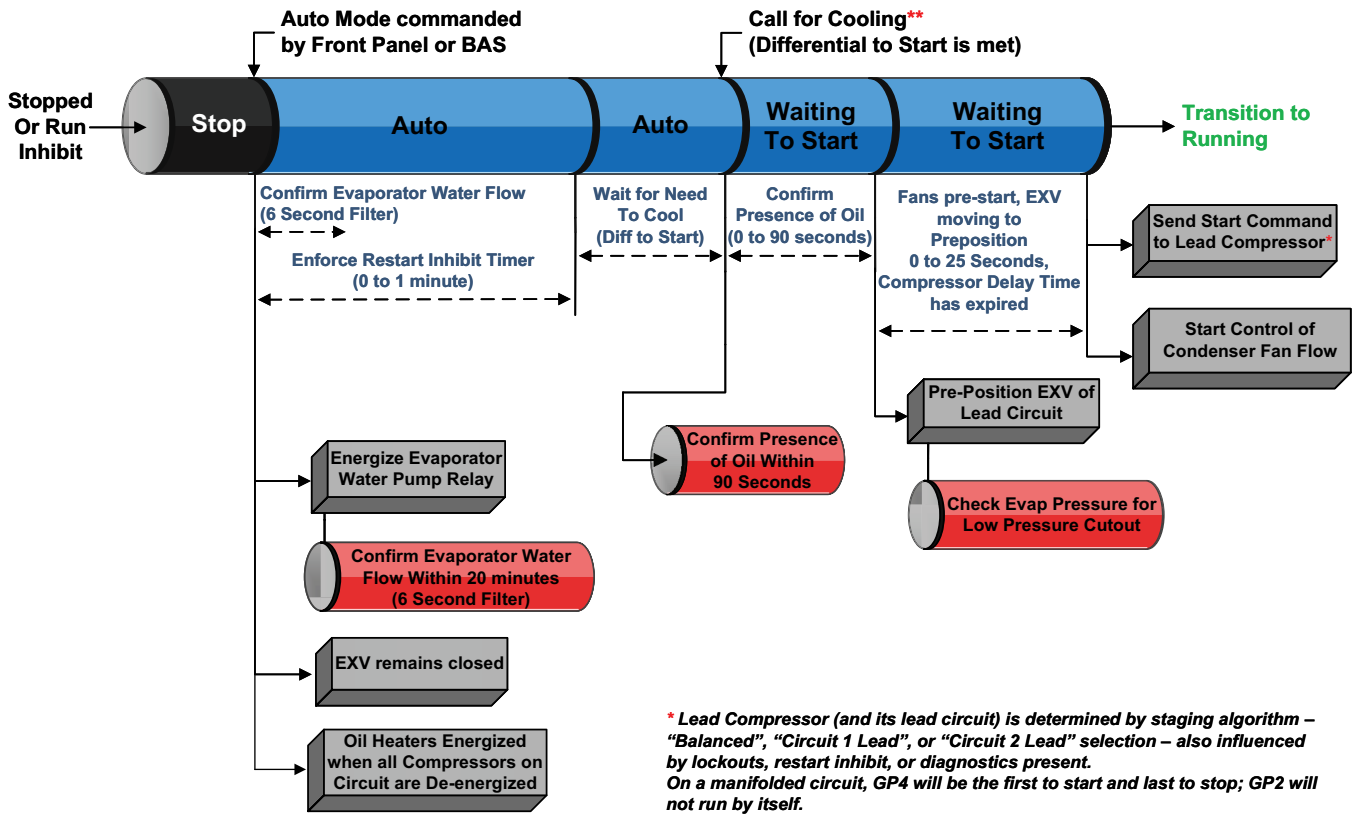 Auto Mode commanded
by Front Panel or BAS
Call for Cooling**
(Differential to Start is met)
Stopped
Or Run
Inhibit
Stop
Auto
Auto
Waiting
To Start
Waiting
To Start
Transition to
Running
Confirm Evaporator Water Flow
(6 Second Filter)
Enforce Restart Inhibit Timer
(0 to 1 minute)
Wait for Need
To Cool
(Diff to Start)
Confirm
Presence of Oil
(0 to 90 seconds)
Fans pre-start, EXV
moving to
Preposition
0 to 25 Seconds,
Compressor Delay Time
has expired
Send Start Command
to Lead Compressor*
Start Control of
Condenser Fan Flow
Pre-Position EXV of
Lead Circuit
Check Evap Pressure for
Low Pressure Cutout
Confirm Presence
of Oil Within
90 Seconds
Energize Evaporator
Water Pump Relay
Confirm Evaporator Water
Flow Within 20 minutes
(6 Second Filter)
EXV remains closed
Oil Heaters Energized
when all Compressors on
Circuit are De-energized
* Lead Compressor (and its lead circuit) is determined by staging algorithm –
“Balanced”, “Circuit 1 Lead”, or “Circuit 2 Lead” selection – also influenced
by lockouts, restart inhibit, or diagnostics present.
On a manifolded circuit, GP4 will be the first to start and last to stop; GP2 will
not run by itself.